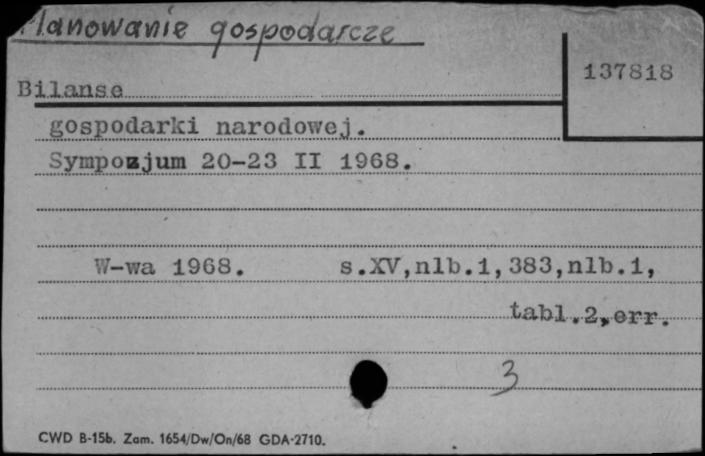 Planowanie gospodarcze
137818
Bilanse
gospodarki narodowej.
Sympozjum 20-23 II 1968.
W-wa 1968. s.XV,nlb.1,383,nlb.1,
tabl.2,err.
3
CWD B-15b. Zam. 1654/Dw/On/68 GDA-2710.